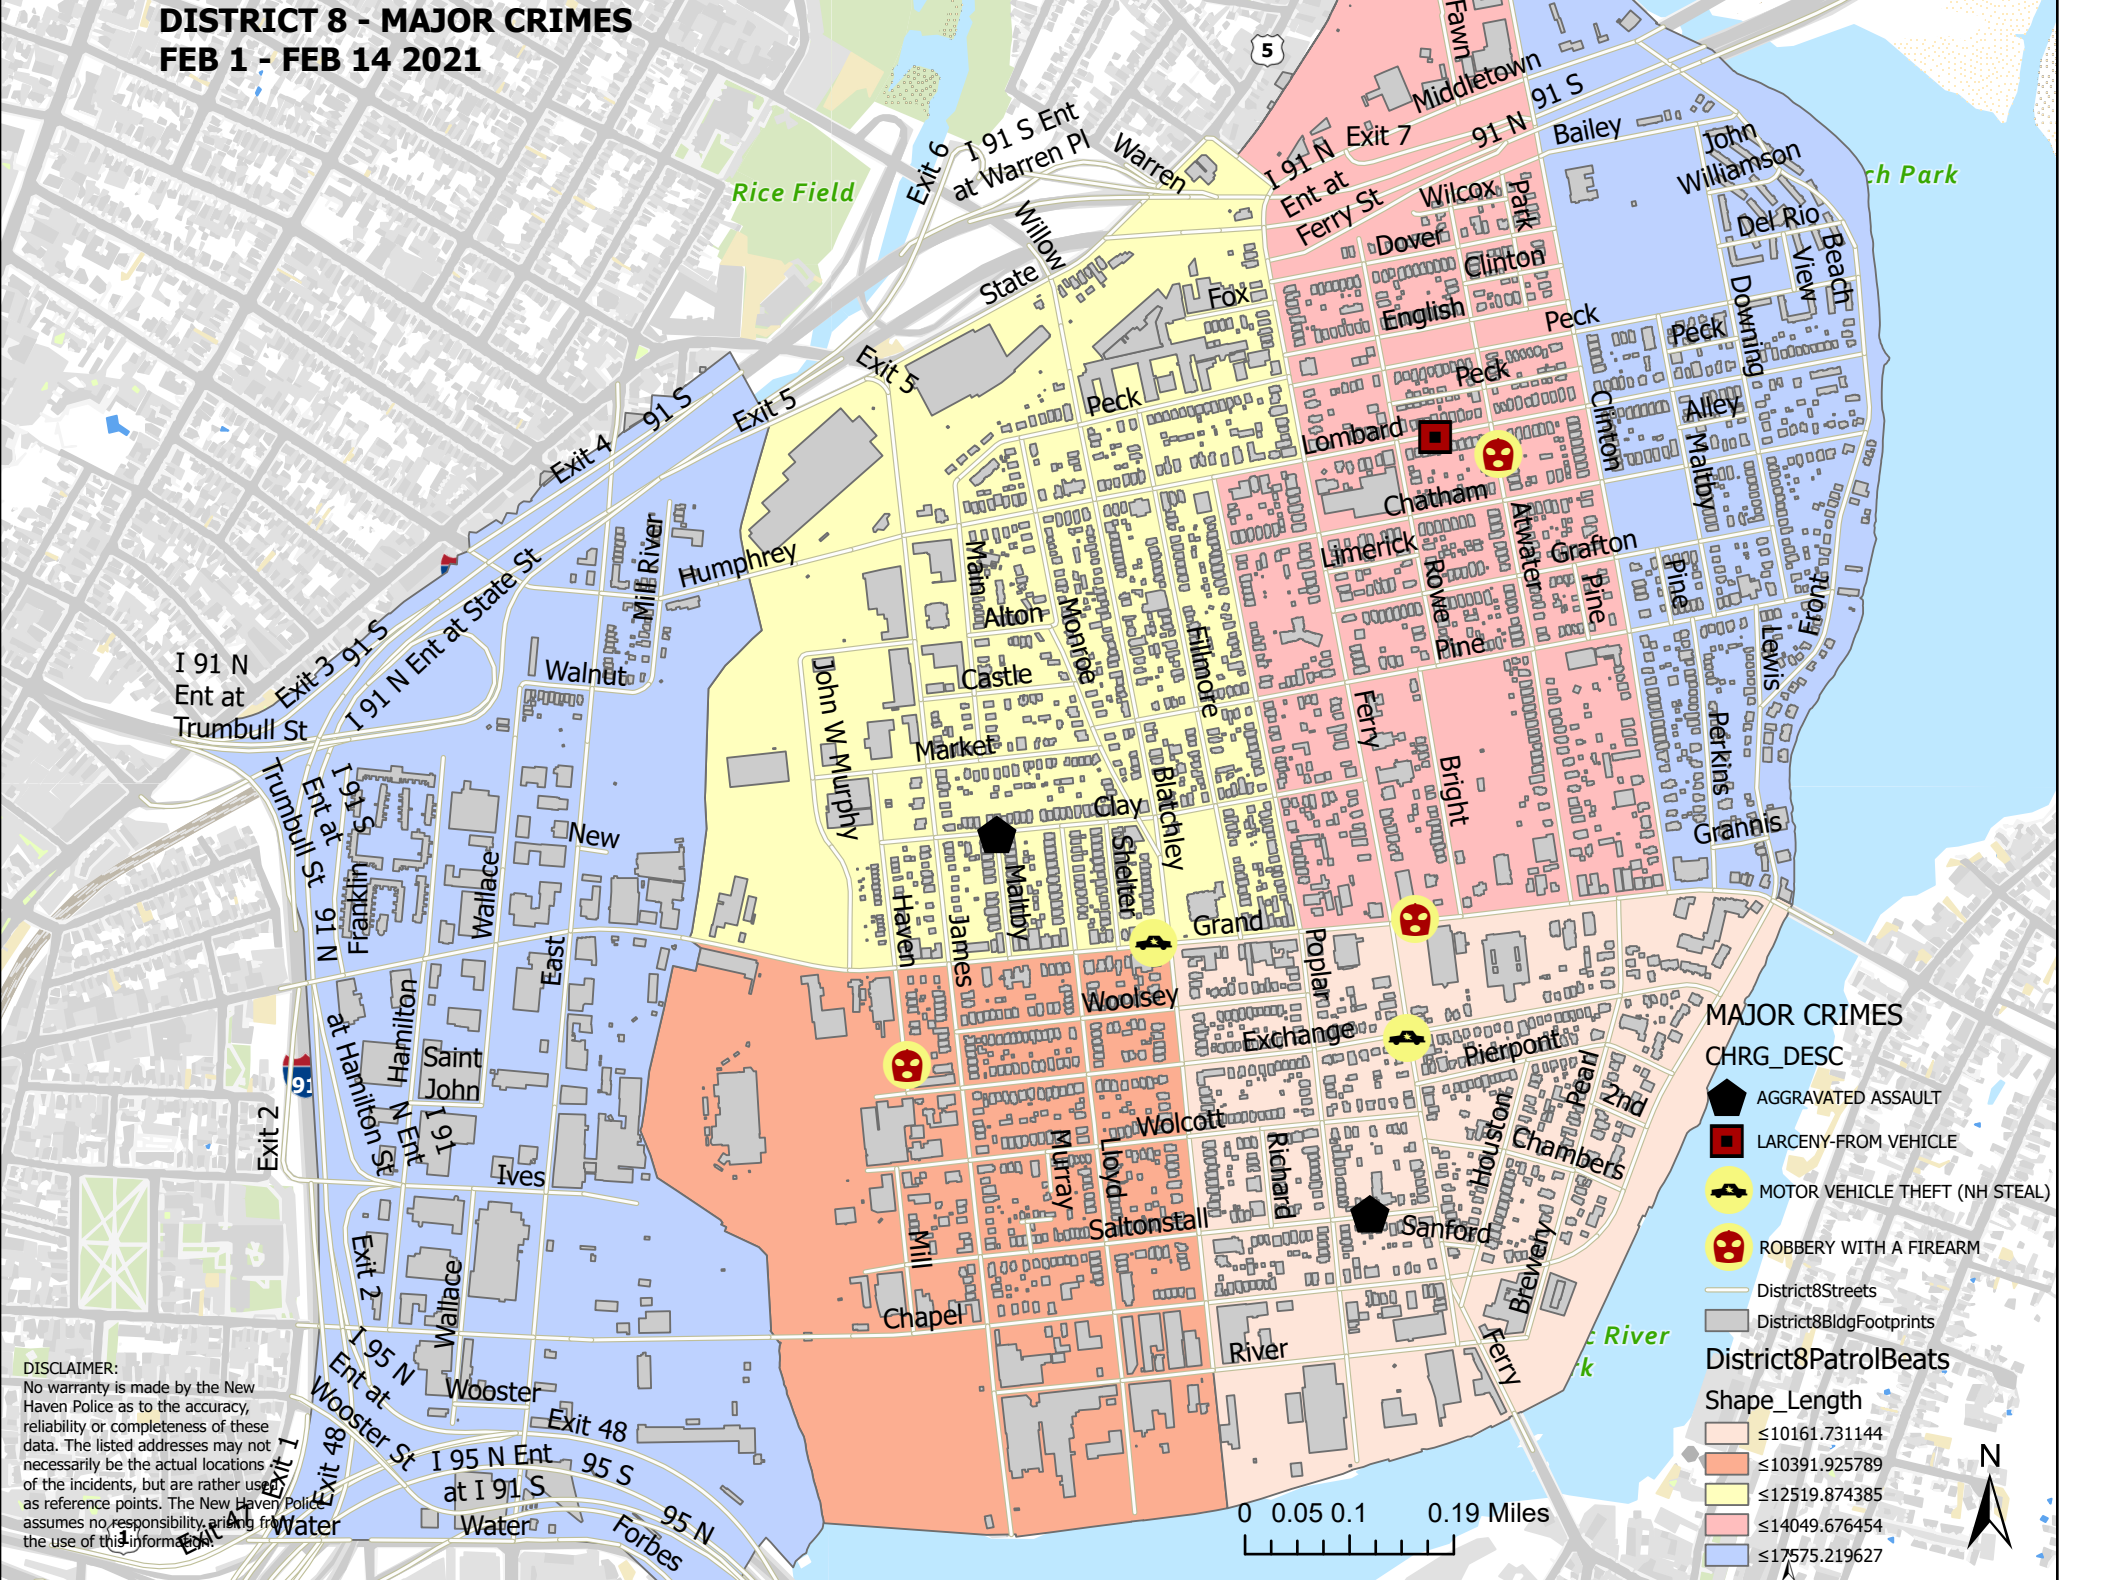 DISTRICT 8 - MAJOR CRIMES
FEB 1 - FEB 14 2021
5
Fawn
Middletown
91 S
Exit 7
91 N
Bailey
John
Williamson
ch Park
Rice Field
Exit 6
I 91 S Ent
at Warren Pl
Warren
I 91 N
Ent at
Ferry St
Wilcox
Park
Del Rio
Beach
View
Willow
State
Dover
Clinton
Fox
English
Peck
Peck
Downing
Exit 5
Exit 5
91 S
Exit 4
Peck
Peck
Alley
Clinton
Lombard
Maltby
Chatham
Atwater
Grafton
Limerick
Rowe
Pine
Pine
Front
Mill River
Humphrey
Main
Alton
Monroe
Fillmore
Pine
Lewis
I 91 N Ent at State St
91 S
Exit 3
I 91 N
Ent at
Trumbull St
Walnut
Castle
John W Murphy
Market
Ferry
Bright
Perkins
Trumbull St
I 91 S
Ent at
Franklin
91 N
New
Wallace
East
Clay
Blatchley
Shelter
Maltby
Haven
James
Grannis
Grand
Poplar
Woolsey
Exchange
Pierpont
Pearl
2nd
Houston
Chambers
Hamilton
at Hamilton St
Saint
John
I 91
N Ent
Exit 2
91
Ives
Wolcott
Murray
Lloyd
Richard
Saltonstall
Sanford
Brewery
Mill
Exit 2
Wallace
Chapel
River
Ferry
c River
rk
I 95 N
Ent at
Wooster St
Wooster
Exit 48
Exit 48
Exit 1
I 95 N Ent
at I 91 S
95 S
95 N
Water
Water
Forbes
Exit 47
1
DISCLAIMER:
No warranty is made by the New
Haven Police as to the accuracy,
reliability or completeness of these
data. The listed addresses may not
necessarily be the actual locations
of the incidents, but are rather used
as reference points. The New Haven Police
assumes no responsibility arising from
the use of this information.
MAJOR CRIMES
CHRG_DESC
AGGRAVATED ASSAULT
LARCENY-FROM VEHICLE
MOTOR VEHICLE THEFT (NH STEAL)
ROBBERY WITH A FIREARM
District8Streets
District8BldgFootprints
District8PatrolBeats
Shape_Length
≤10161.731144
≤10391.925789
≤12519.874385
≤14049.676454
≤17575.219627
N
0 0.05 0.1 0.19 Miles